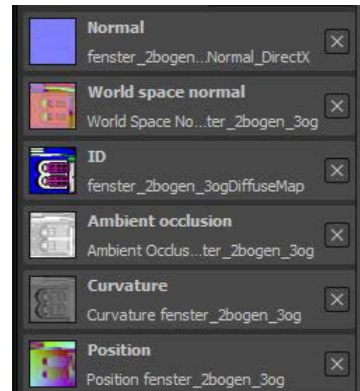 Normal
fenster_2bogen...Normal_DirectX
World space normal
World Space No...ter_2bogen_3og
ID
fenster_2bogen_3ogDiffuseMap
Ambient occlusion
Ambient Occlus...ter_2bogen_3og
Curvature
Curvature fenster_2bogen_3og
Position
Position fenster_2bogen_3og